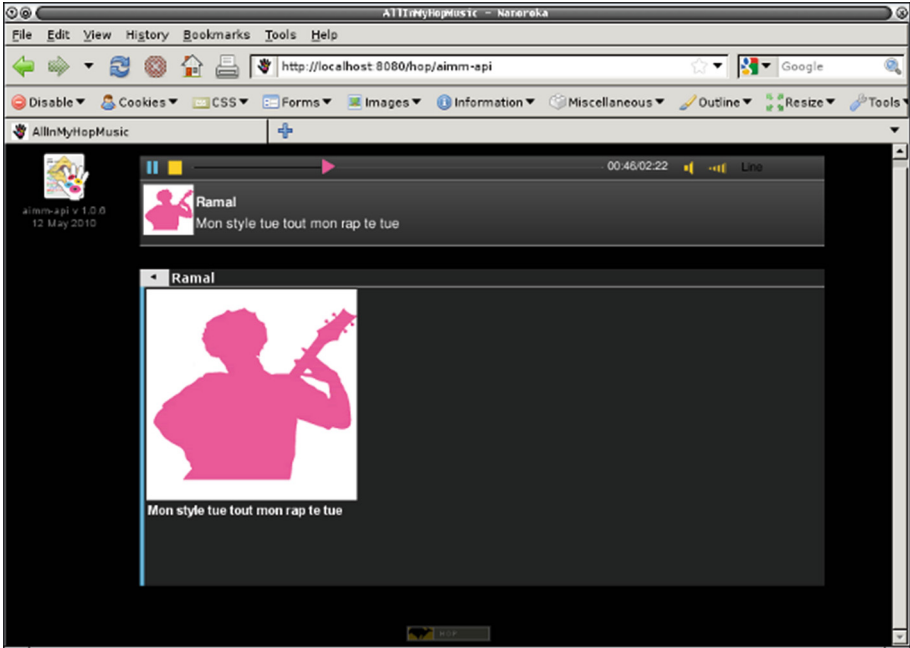 AllInMyHopMusic - Namoroka
File Edit View History Bookmarks Tools Help
http://localhost:8080/hop/aimm-api
Google
Disable Cookies CSS Forms Images Information Miscellaneous Outline Resize Tools
AllInMyHopMusic
00:46/02:22 Line
aimm-api v 1.0.0
12 May 2010
Ramal
Mon style tue tout mon rap te tue
Ramal
Mon style tue tout mon rap te tue
HOP